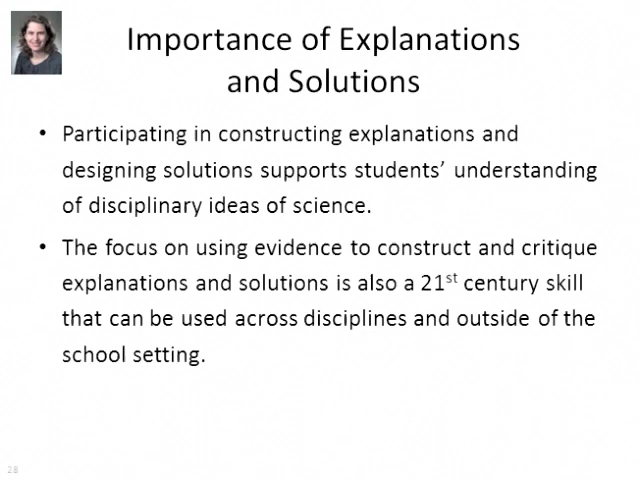 Importance of Explanations
and Solutions
• Participating in constructing explanations and
designing solutions supports students’ understanding
of disciplinary ideas of science.
• The focus on using evidence to construct and critique
explanations and solutions is also a 21st century skill
that can be used across disciplines and outside of the
school setting.
28